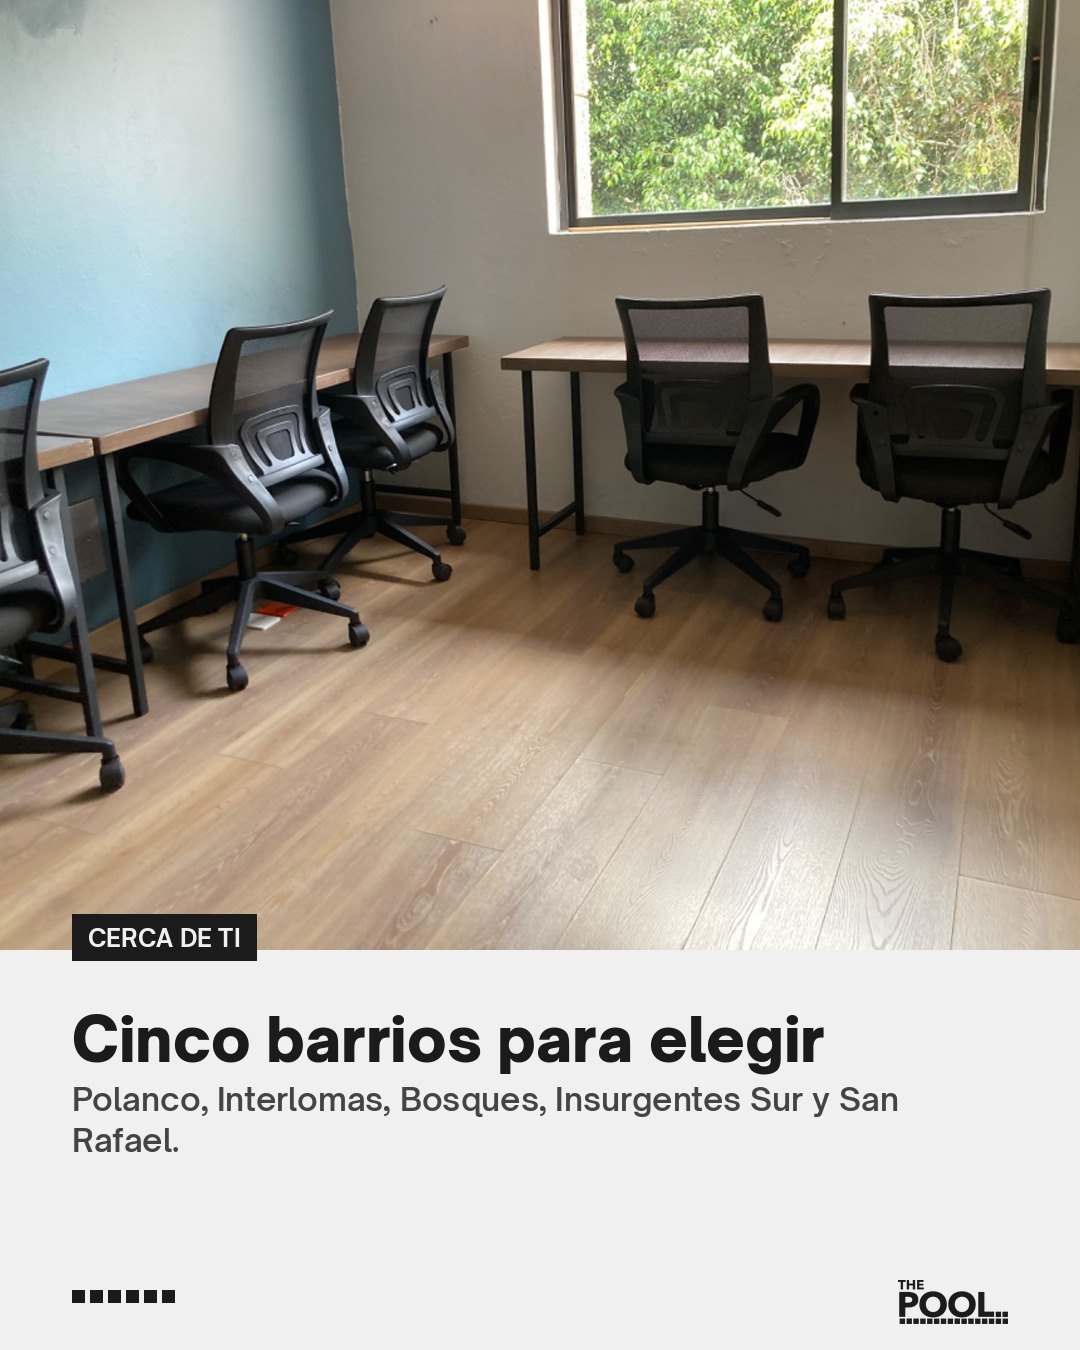 CERCA DE TI
Cinco barrios para elegir
Polanco, Interlomas, Bosques, Insurgentes Sur y San
Rafael.
THE
POOL